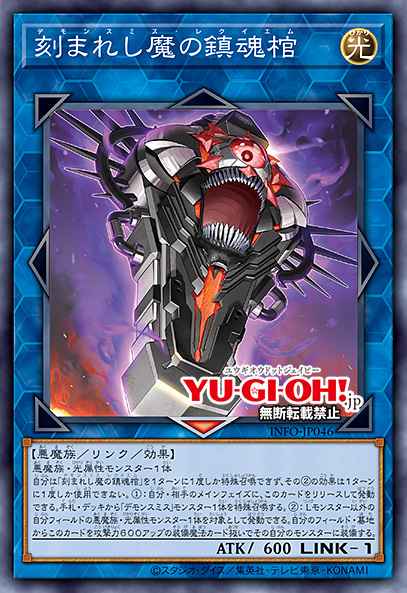 デモンスミス・レクイエム
刻まれし魔の鎮魂棺
ひかり
光
ユウギオウドットジェイピー
YU-GI-OH!.jp
無断転載禁止
INFO-JP046
【悪魔族／リンク／効果】
悪魔族・光属性モンスター1体
自分は「刻まれし魔の鎮魂棺」を1ターンに1度しか特殊召喚できず、その②の効果は1ターン
に1度しか使用できない。①：自分・相手のメインフェイズに、このカードをリリースして発動
できる。手札・デッキから「デモンスミス」モンスター1体を特殊召喚する。②：Lモンスター以外の
自分フィールドの悪魔族・光属性モンスター1体を対象として発動できる。自分のフィールド・墓地
からこのカードを攻撃力600アップの装備魔法カード扱いでその自分のモンスターに装備する。
ATK/ 600 LINK-1
©スタジオ・ダイス／集英社・テレビ東京・KONAMI